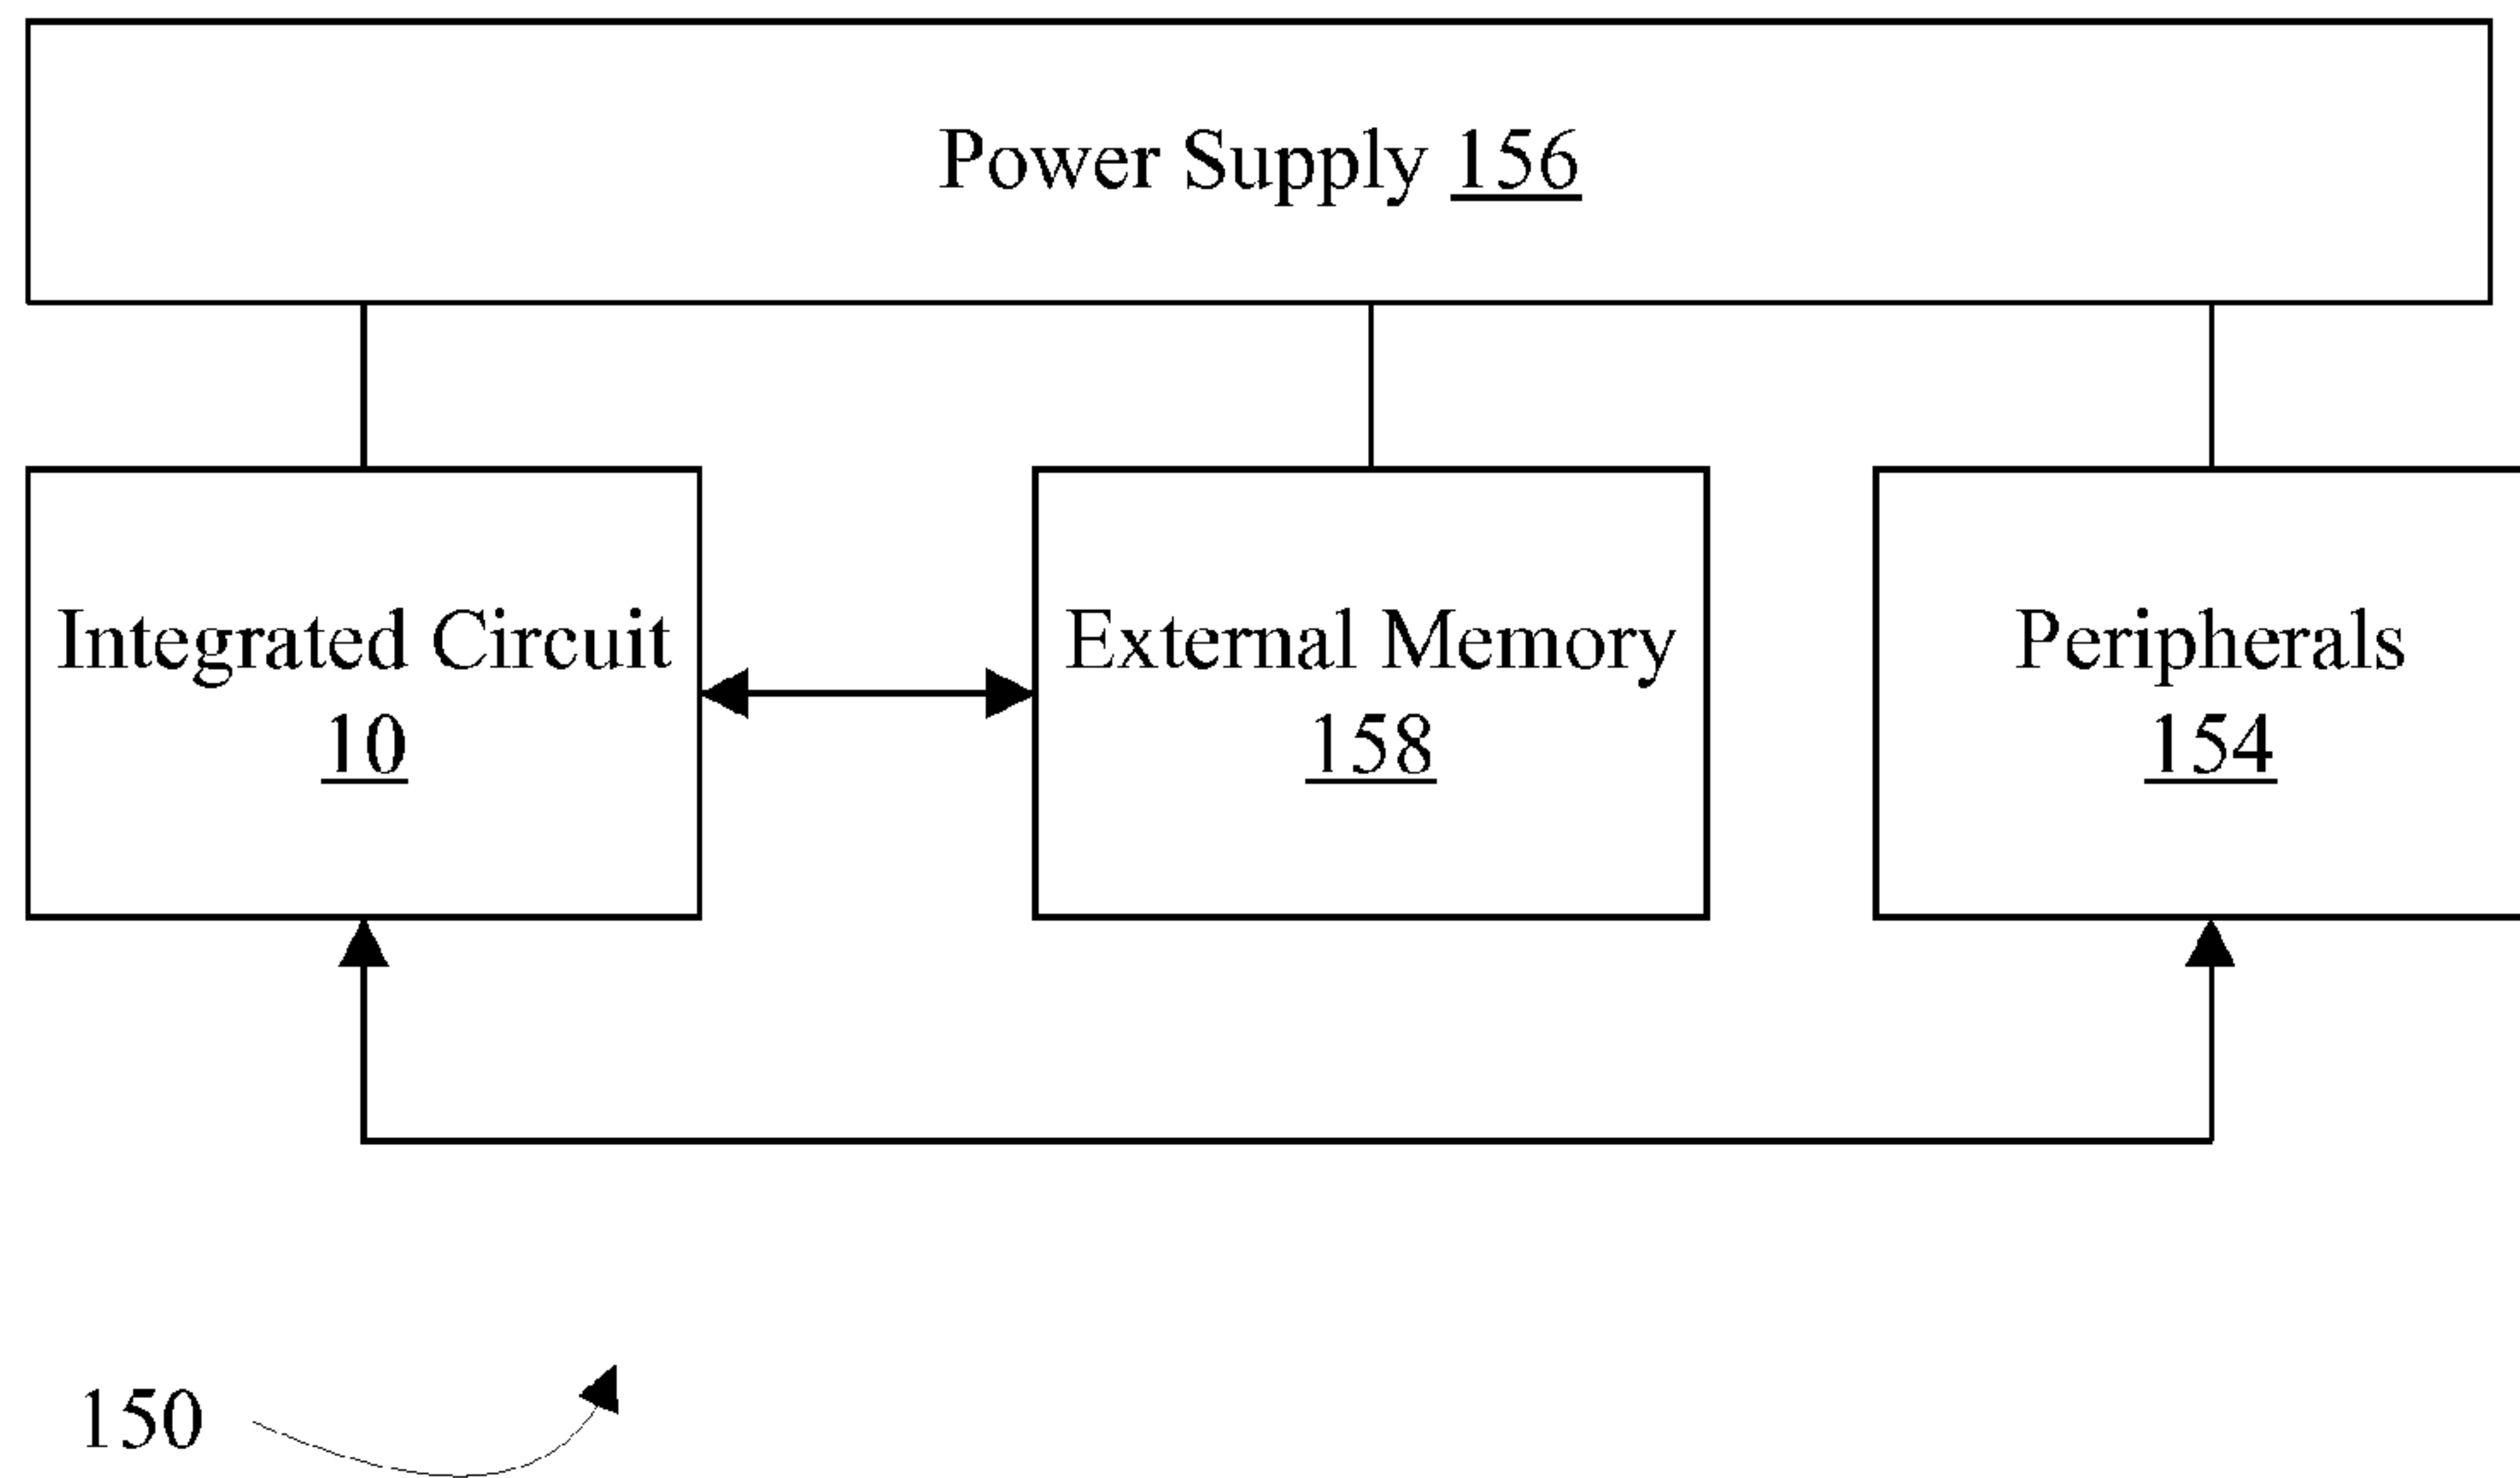 Power Supply 156
Integrated Circuit
10
External Memory
158
Peripherals
154
150